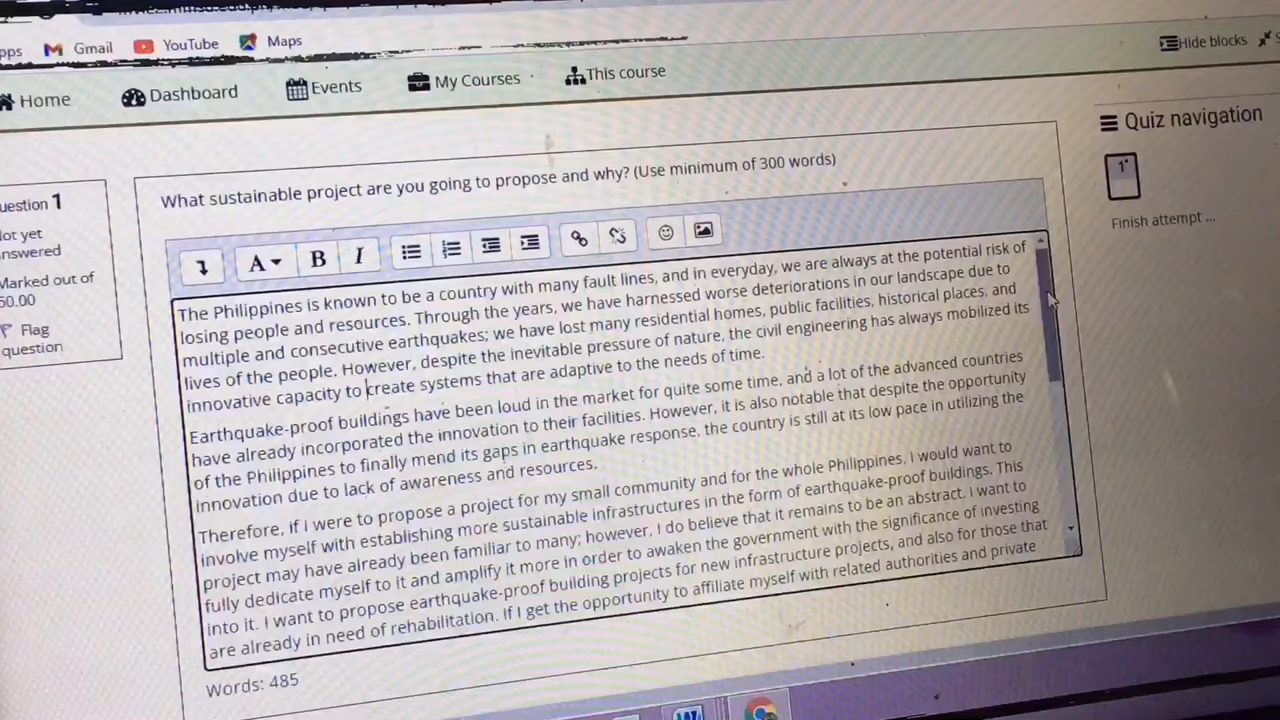 Gmail YouTube Maps
Home Dashboard Events My Courses This course Hide blocks
Question 1
Not yet
answered
Marked out of
50.00
Flag
question
What sustainable project are you going to propose and why? (Use minimum of 300 words)
A B I
The Philippines is known to be a country with many fault lines, and in everyday, we are always at the potential risk of
losing people and resources. Through the years, we have harnessed worse deteriorations in our landscape due to
multiple and consecutive earthquakes; we have lost many residential homes, public facilities, historical places, and
lives of the people. However, despite the inevitable pressure of nature, the civil engineering has always mobilized its
innovative capacity to create systems that are adaptive to the needs of time.
Earthquake-proof buildings have been loud in the market for quite some time, and a lot of the advanced countries
have already incorporated the innovation to their facilities. However, it is also notable that despite the opportunity
of the Philippines to finally mend its gaps in earthquake response, the country is still at its low pace in utilizing the
innovation due to lack of awareness and resources.
Therefore, if I were to propose a project for my small community and for the whole Philippines, I would want to
involve myself with establishing more sustainable infrastructures in the form of earthquake-proof buildings. This
project may have already been familiar to many; however, I do believe that it remains to be an abstract. I want to
fully dedicate myself to it and amplify it more in order to awaken the government with the significance of investing
into it. I want to propose earthquake-proof building projects for new infrastructure projects, and also for those that
are already in need of rehabilitation. If I get the opportunity to affiliate myself with related authorities and private
Words: 485
Quiz navigation
1
Finish attempt ...